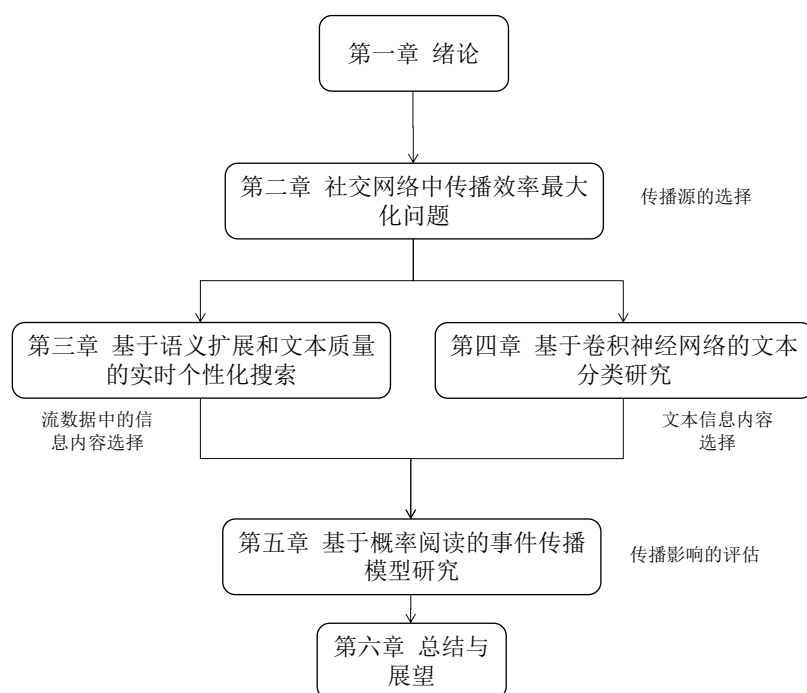 第一章 绪论
第二章 社交网络中传播效率最大
化问题
传播源的选择
第三章 基于语义扩展和文本质量
的实时个性化搜索
第四章 基于卷积神经网络的文本
分类研究
流数据中的信
息内容选择
文本信息内容
选择
第五章 基于概率阅读的事件传播
模型研究
传播影响的评估
第六章 总结与
展望